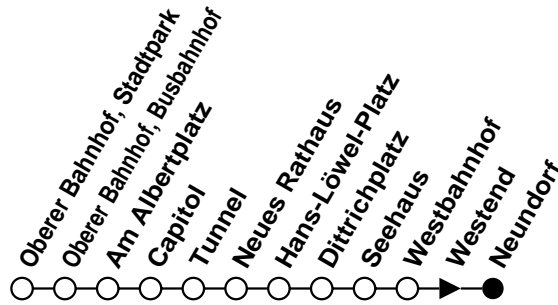 Oberer Bahnhof, Stadtpark
Oberer Bahnhof, Busbahnhof
Am Albertplatz
Capitol
Tunnel
Neues Rathaus
Hans-Löwel-Platz
Dittrichplatz
Seehaus
Westbahnhof
Westend
Neundorf